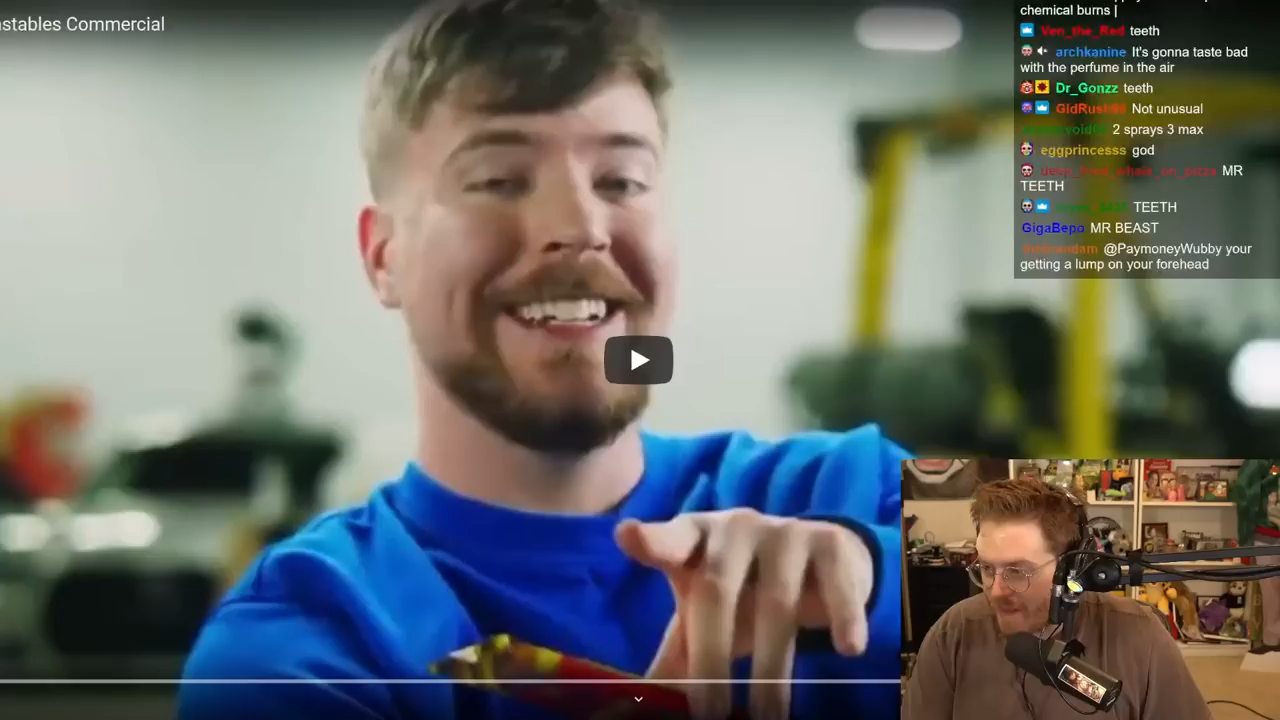 stables Commercial
chemical burns |
Ven_the_Red teeth
archkanine It's gonna taste bad
with the perfume in the air
Dr_Gonzz teeth
Not unusual
2 sprays 3 max
eggprincesss god
MR
TEETH
TEETH
GigaBepo MR BEAST
@PaymoneyWubby your
getting a lump on your forehead